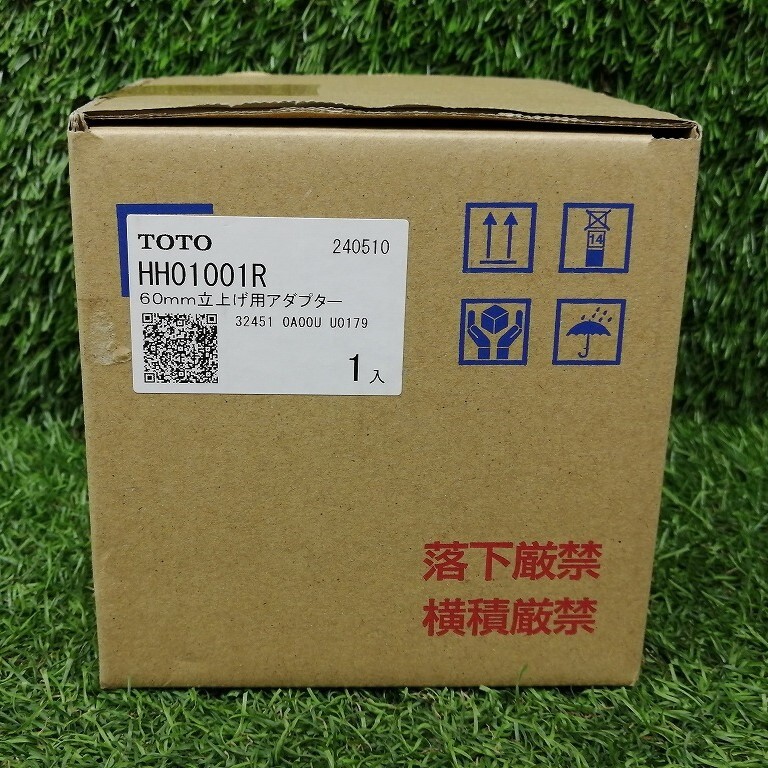 TOTO 240510
HH01001R
60mm立上げ用アダプター
32451 0A00U U0179
1入
14
落下厳禁
横積厳禁